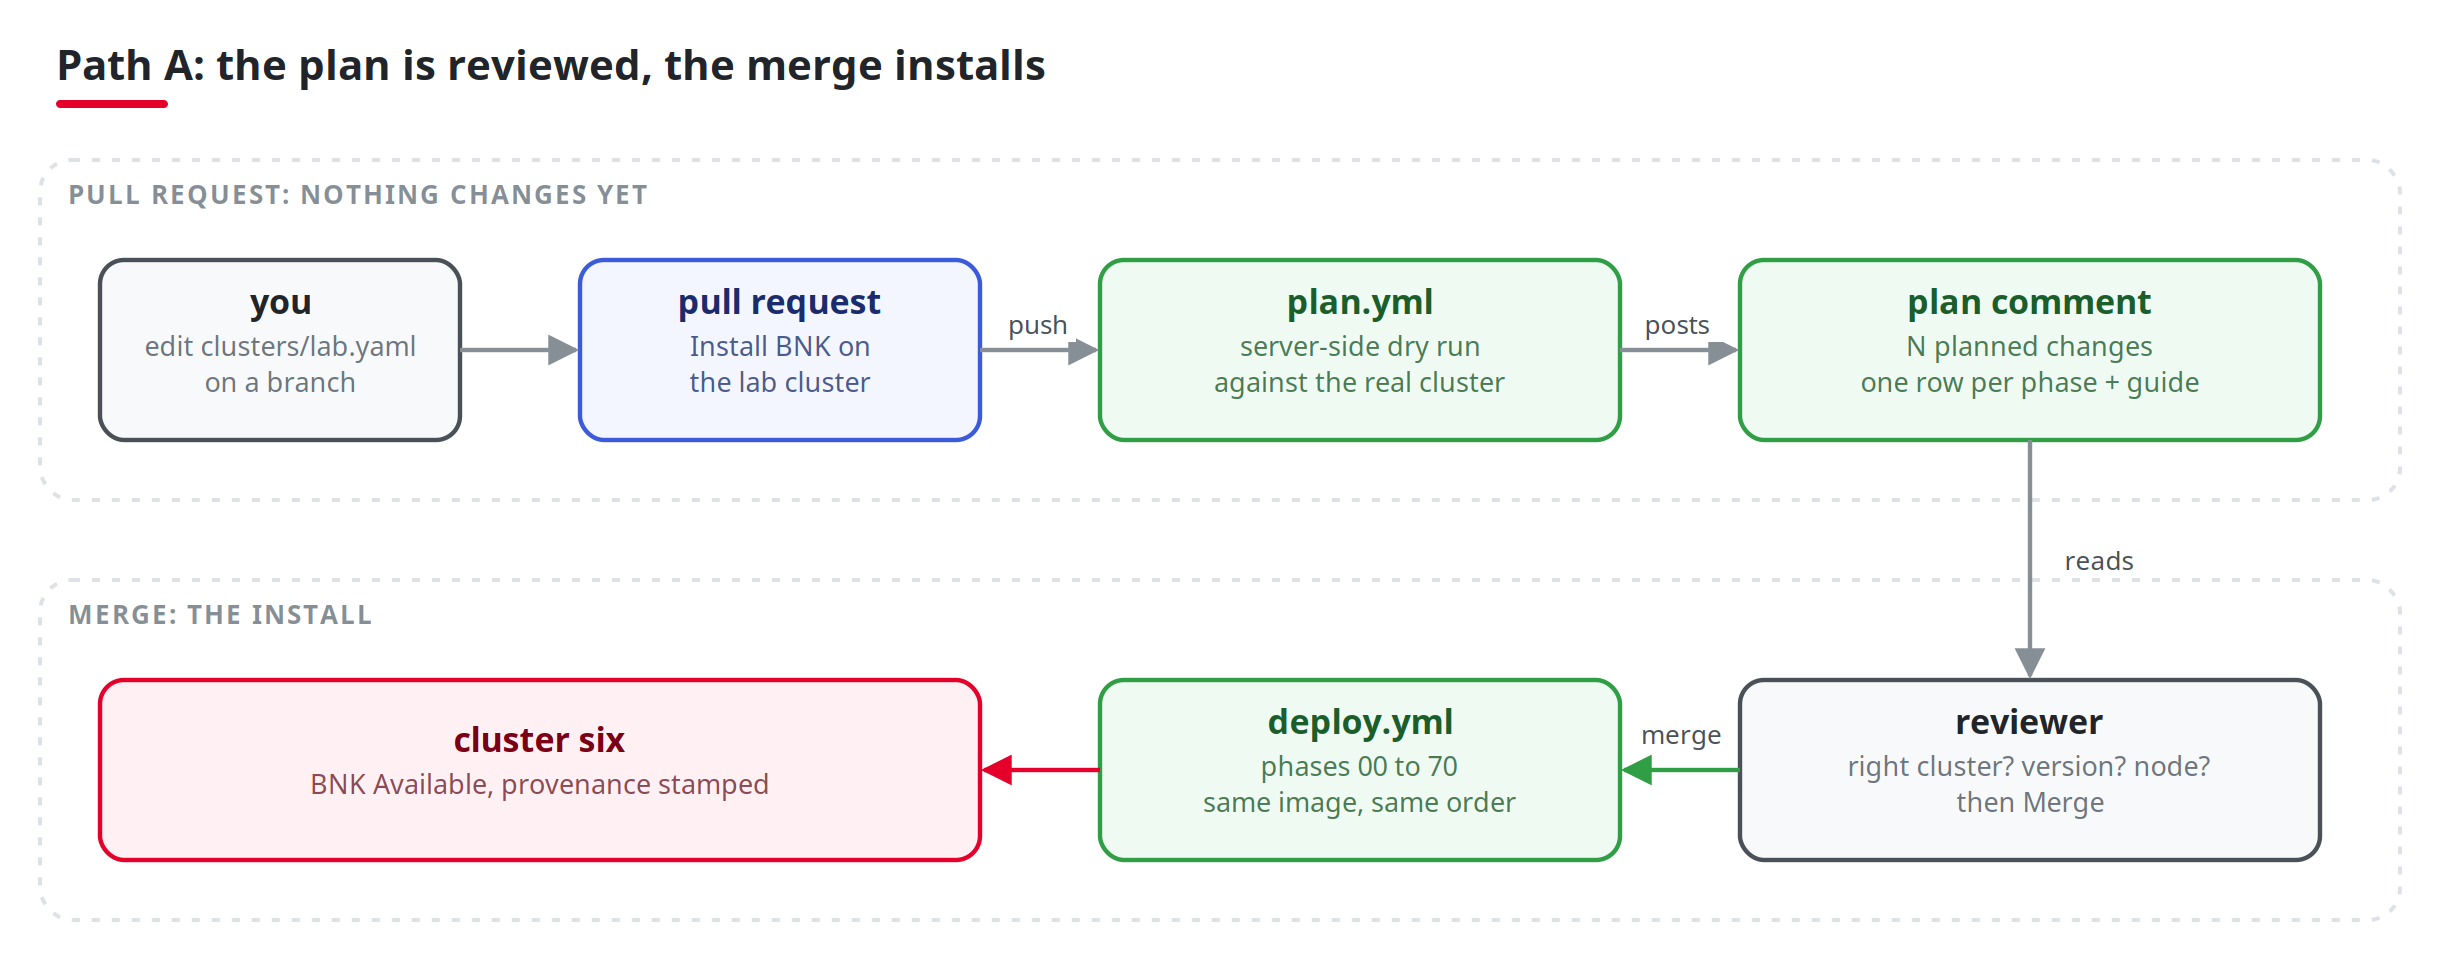 Path A: the plan is reviewed, the merge installs
PULL REQUEST: NOTHING CHANGES YET
you
edit clusters/lab.yaml
on a branch
pull request
Install BNK on
the lab cluster
push
plan.yml
server-side dry run
against the real cluster
posts
plan comment
N planned changes
one row per phase + guide
reads
MERGE: THE INSTALL
cluster six
BNK Available, provenance stamped
deploy.yml
phases 00 to 70
same image, same order
merge
reviewer
right cluster? version? node?
then Merge